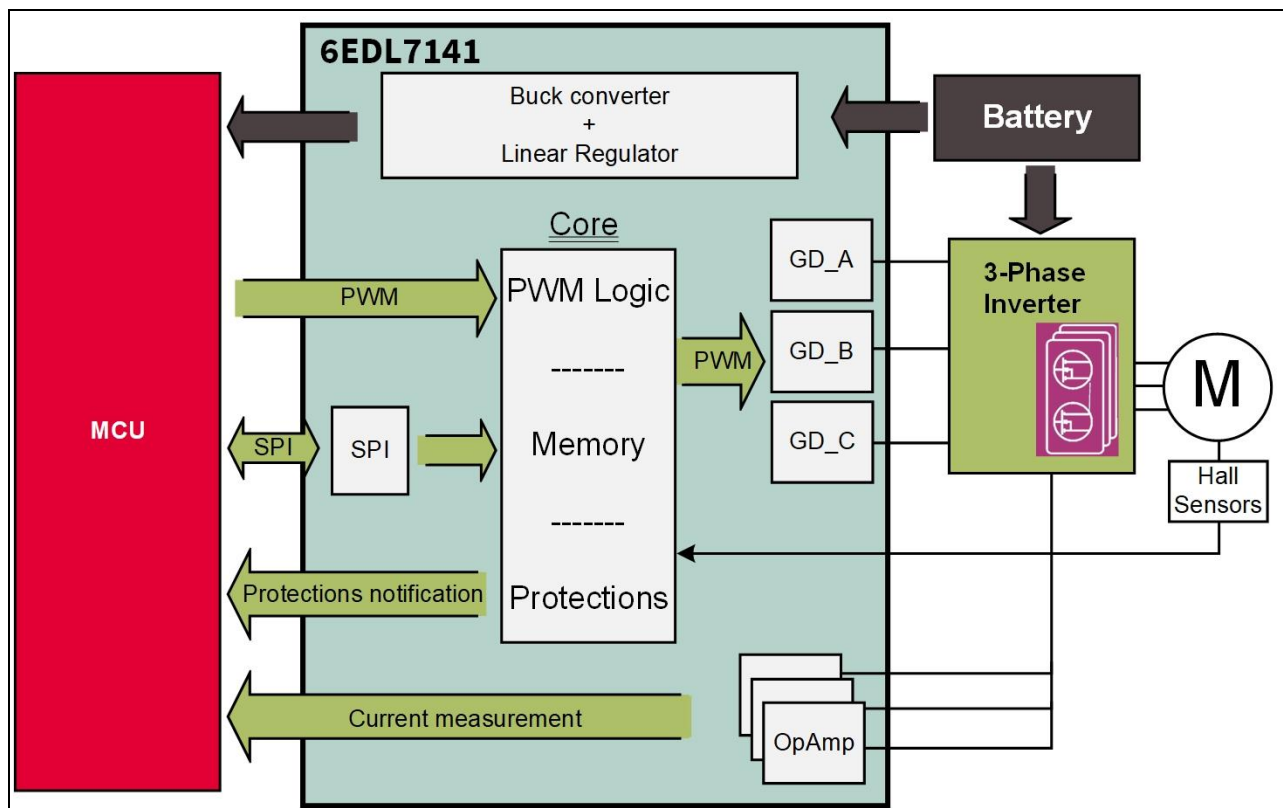 6EDL7141
Buck converter
+
Linear Regulator
Battery
Core
PWM
PWM Logic
-------
Memory
-------
Protections
PWM
GD_A
GD_B
GD_C
3-Phase
Inverter
M
Hall
Sensors
MCU
SPI
SPI
Protections notification
Current measurement
OpAmp